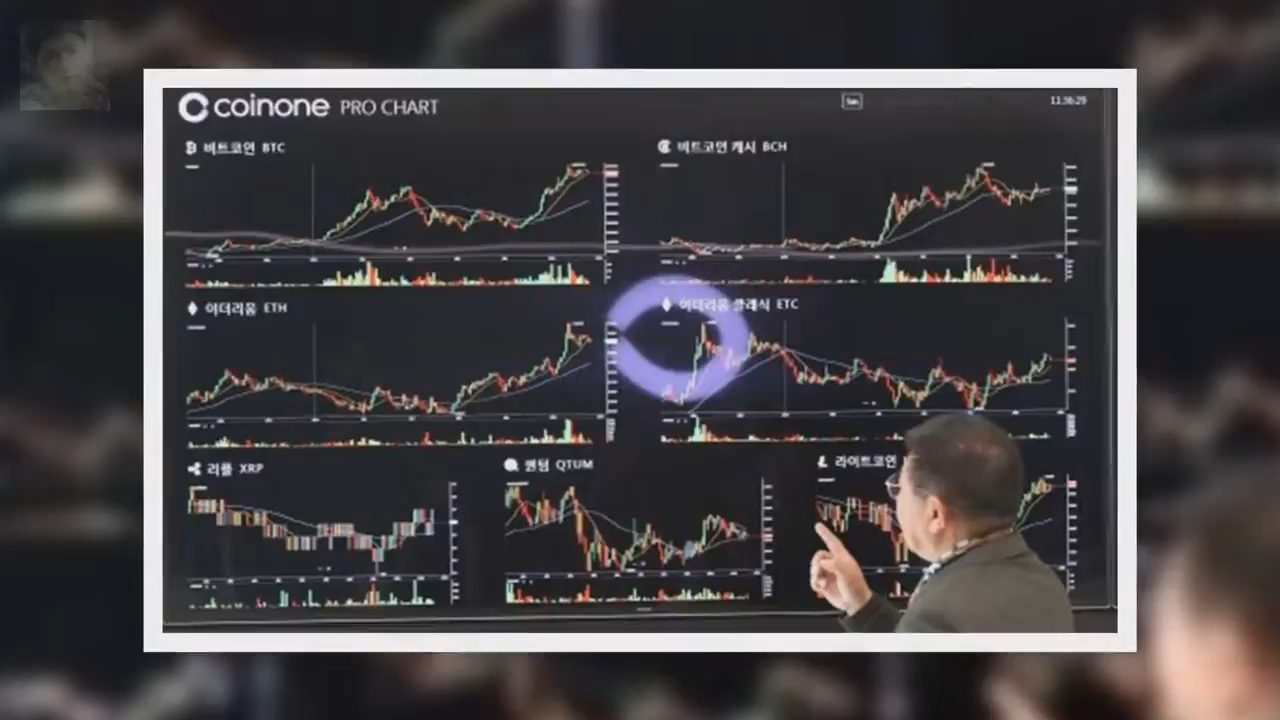 coinone PRO CHART
11:36:29
비트코인 BTC
비트코인 캐시 BCH
이더리움 ETH
이더리움 클래식 ETC
리플 XRP
퀀텀 QTUM
라이트코인